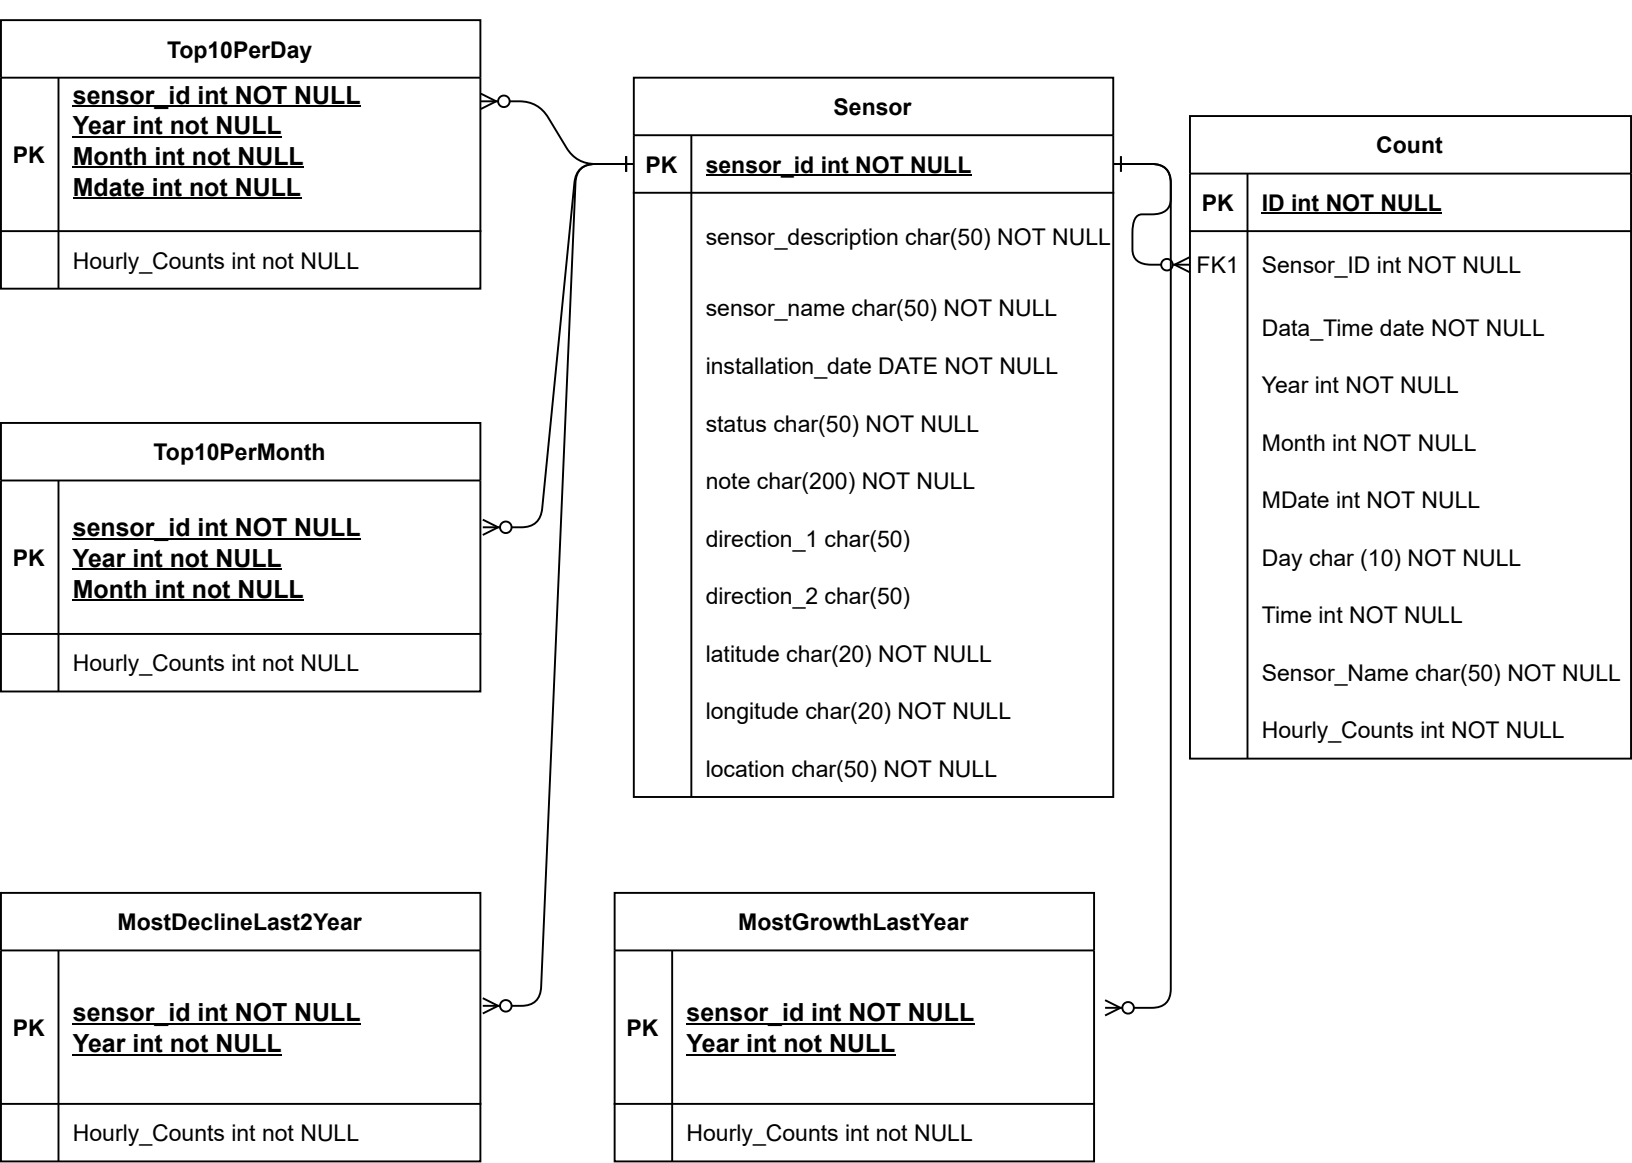 Top10PerDay
PK
sensor_id int NOT NULL
Year int not NULL
Month int not NULL
Mdate int not NULL
Hourly_Counts int not NULL
Sensor
PK
sensor_id int NOT NULL
sensor_description char(50) NOT NULL
sensor_name char(50) NOT NULL
installation_date DATE NOT NULL
status char(50) NOT NULL
note char(200) NOT NULL
direction_1 char(50)
direction_2 char(50)
latitude char(20) NOT NULL
longitude char(20) NOT NULL
location char(50) NOT NULL
Count
PK
ID int NOT NULL
FK1
Sensor_ID int NOT NULL
Data_Time date NOT NULL
Year int NOT NULL
Month int NOT NULL
MDate int NOT NULL
Day char (10) NOT NULL
Time int NOT NULL
Sensor_Name char(50) NOT NULL
Hourly_Counts int NOT NULL
Top10PerMonth
PK
sensor_id int NOT NULL
Year int not NULL
Month int not NULL
Hourly_Counts int not NULL
MostDeclineLast2Year
PK
sensor_id int NOT NULL
Year int not NULL
Hourly_Counts int not NULL
MostGrowthLastYear
PK
sensor_id int NOT NULL
Year int not NULL
Hourly_Counts int not NULL